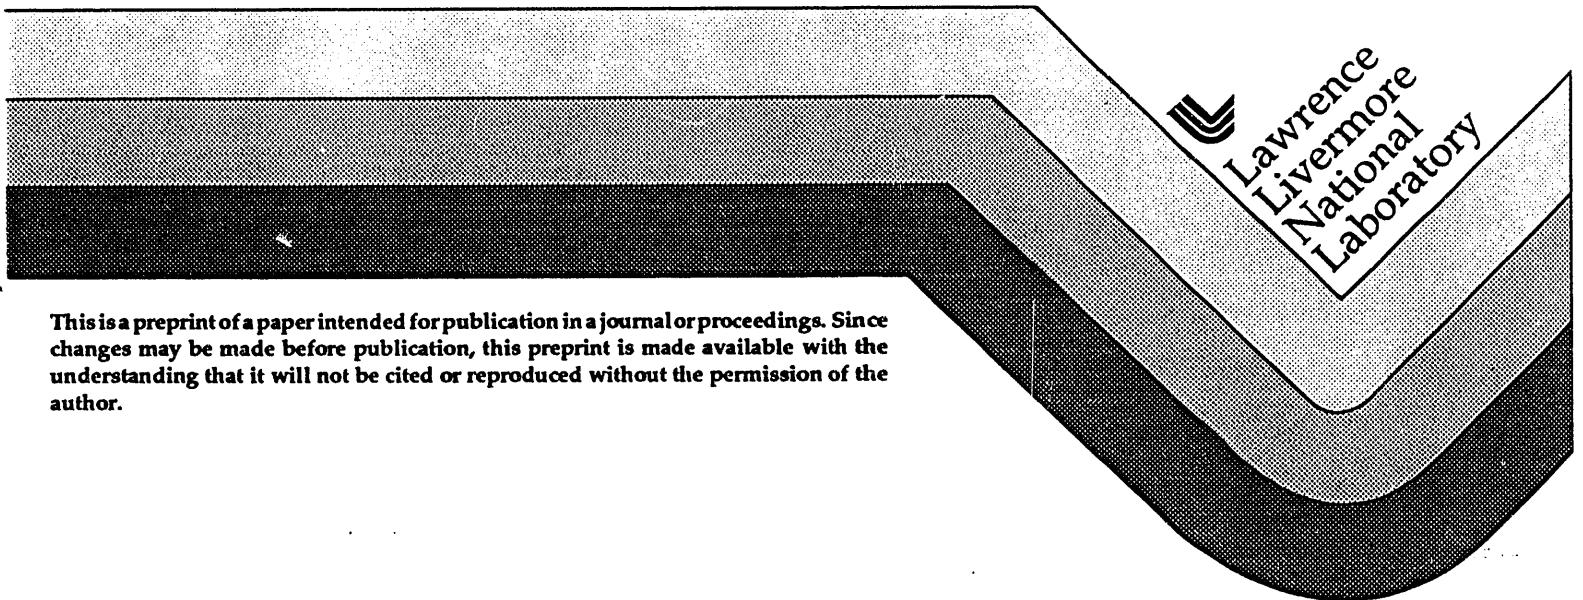 Lawrence
Livermore
National
Laboratory
This is a preprint of a paper intended for publication in a journal or proceedings. Since
changes may be made before publication, this preprint is made available with the
understanding that it will not be cited or reproduced without the permission of the
author.